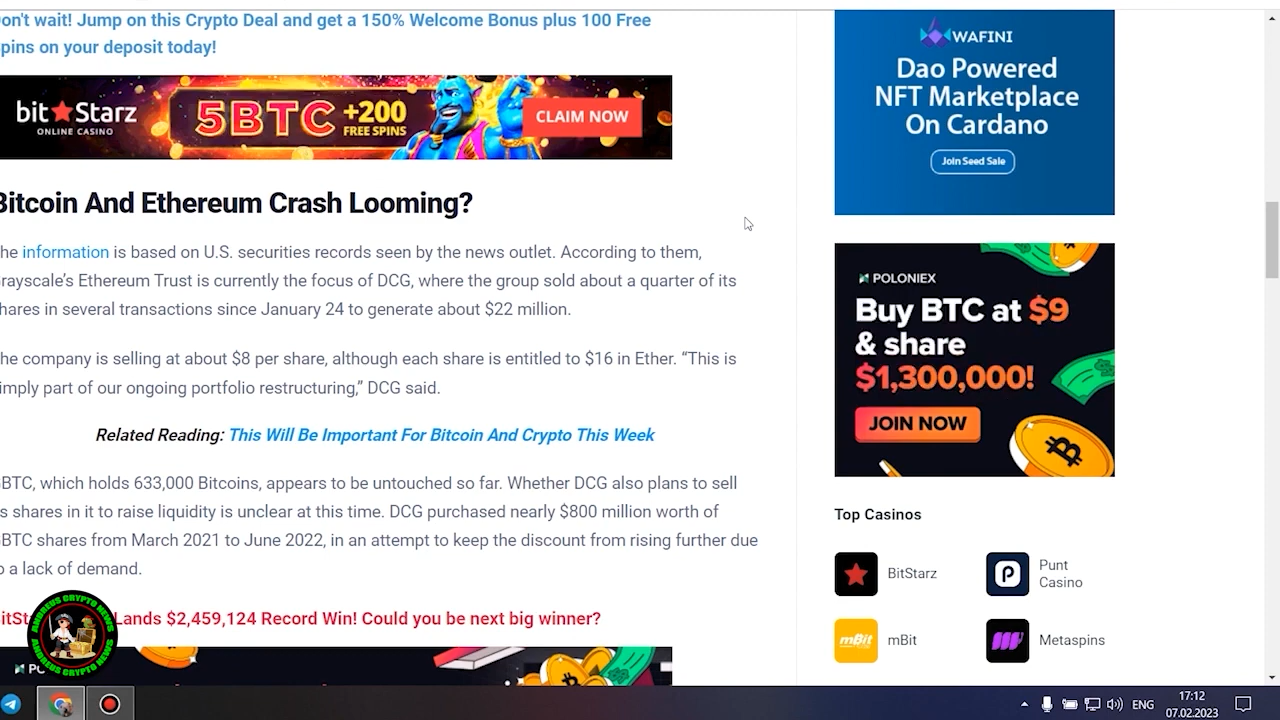 on't wait! Jump on this Crypto Deal and get a 150% Welcome Bonus plus 100 Free
pins on your deposit today!
bit★Starz
ONLINE CASINO
5BTC +200
FREE SPINS
CLAIM NOW
Bitcoin And Ethereum Crash Looming?
he information is based on U.S. securities records seen by the news outlet. According to them,
rayscale's Ethereum Trust is currently the focus of DCG, where the group sold about a quarter of its
hares in several transactions since January 24 to generate about $22 million.
he company is selling at about $8 per share, although each share is entitled to $16 in Ether. “This is
imply part of our ongoing portfolio restructuring,” DCG said.
Related Reading: This Will Be Important For Bitcoin And Crypto This Week
BTC, which holds 633,000 Bitcoins, appears to be untouched so far. Whether DCG also plans to sell
s shares in it to raise liquidity is unclear at this time. DCG purchased nearly $800 million worth of
BTC shares from March 2021 to June 2022, in an attempt to keep the discount from rising further due
o a lack of demand.
itSt Lands $2,459,124 Record Win! Could you be next big winner?
ANDREUS CRYPTO NEWS
ANDREUS CRYPTO NEWS
WAFINI
Dao Powered
NFT Marketplace
On Cardano
Join Seed Sale
POLONIEX
Buy BTC at $9
& share
$1,300,000!
JOIN NOW
Top Casinos
BitStarz
Punt
Casino
mBit
mBit
Metaspins
ENG
17:12
07.02.2023